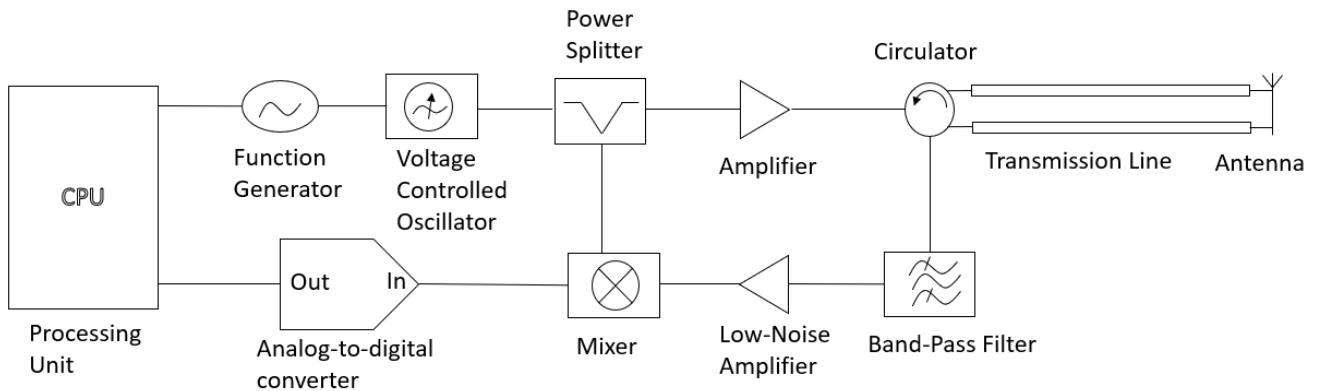 Power
Splitter
Circulator
CPU
Function
Generator
Voltage
Controlled
Oscillator
Amplifier
Transmission Line
Antenna
Out
In
Processing
Unit
Analog-to-digital
converter
Mixer
Low-Noise
Amplifier
Band-Pass Filter